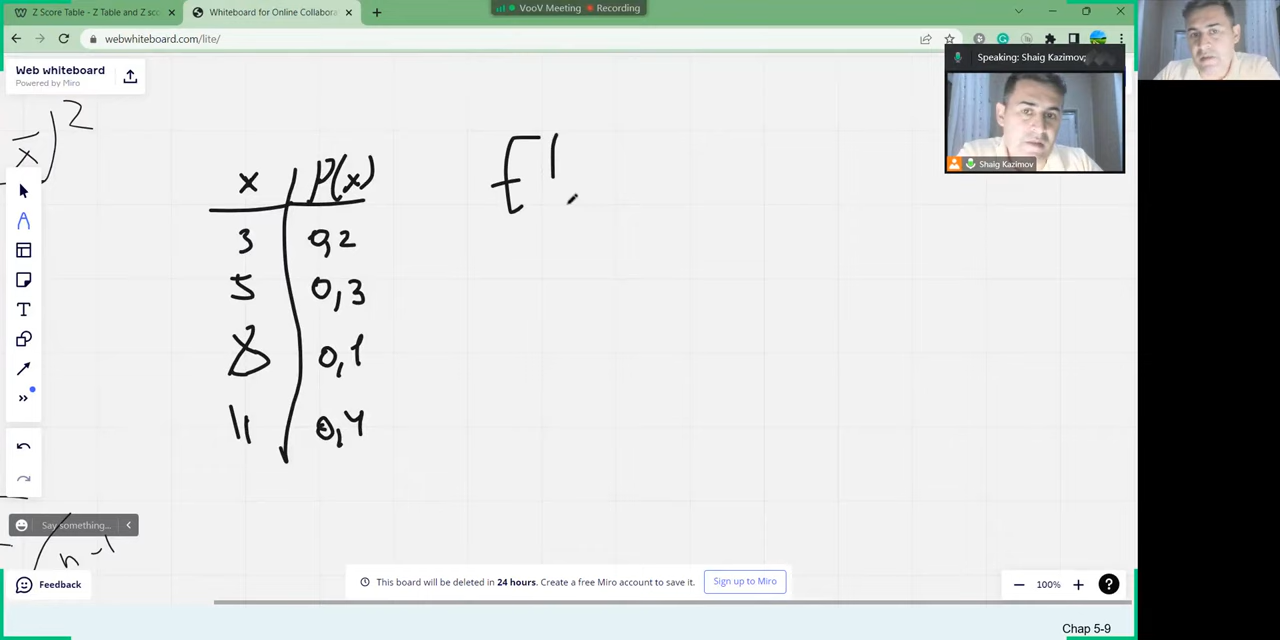 Z Score Table - Z Table and Z sco
Whiteboard for Online Collabora
VooV Meeting Recording
webwhiteboard.com/lite/
Web whiteboard
Powered by Miro
Speaking: Shaig Kazimov;
Shaig Kazimov
x̄)²
x P(x)
3 0,2
5 0,3
8 0,1
11 0,4
E(
T
Say something...
n-1
Feedback
This board will be deleted in 24 hours. Create a free Miro account to save it.
Sign up to Miro
100%
?
Chap 5-9